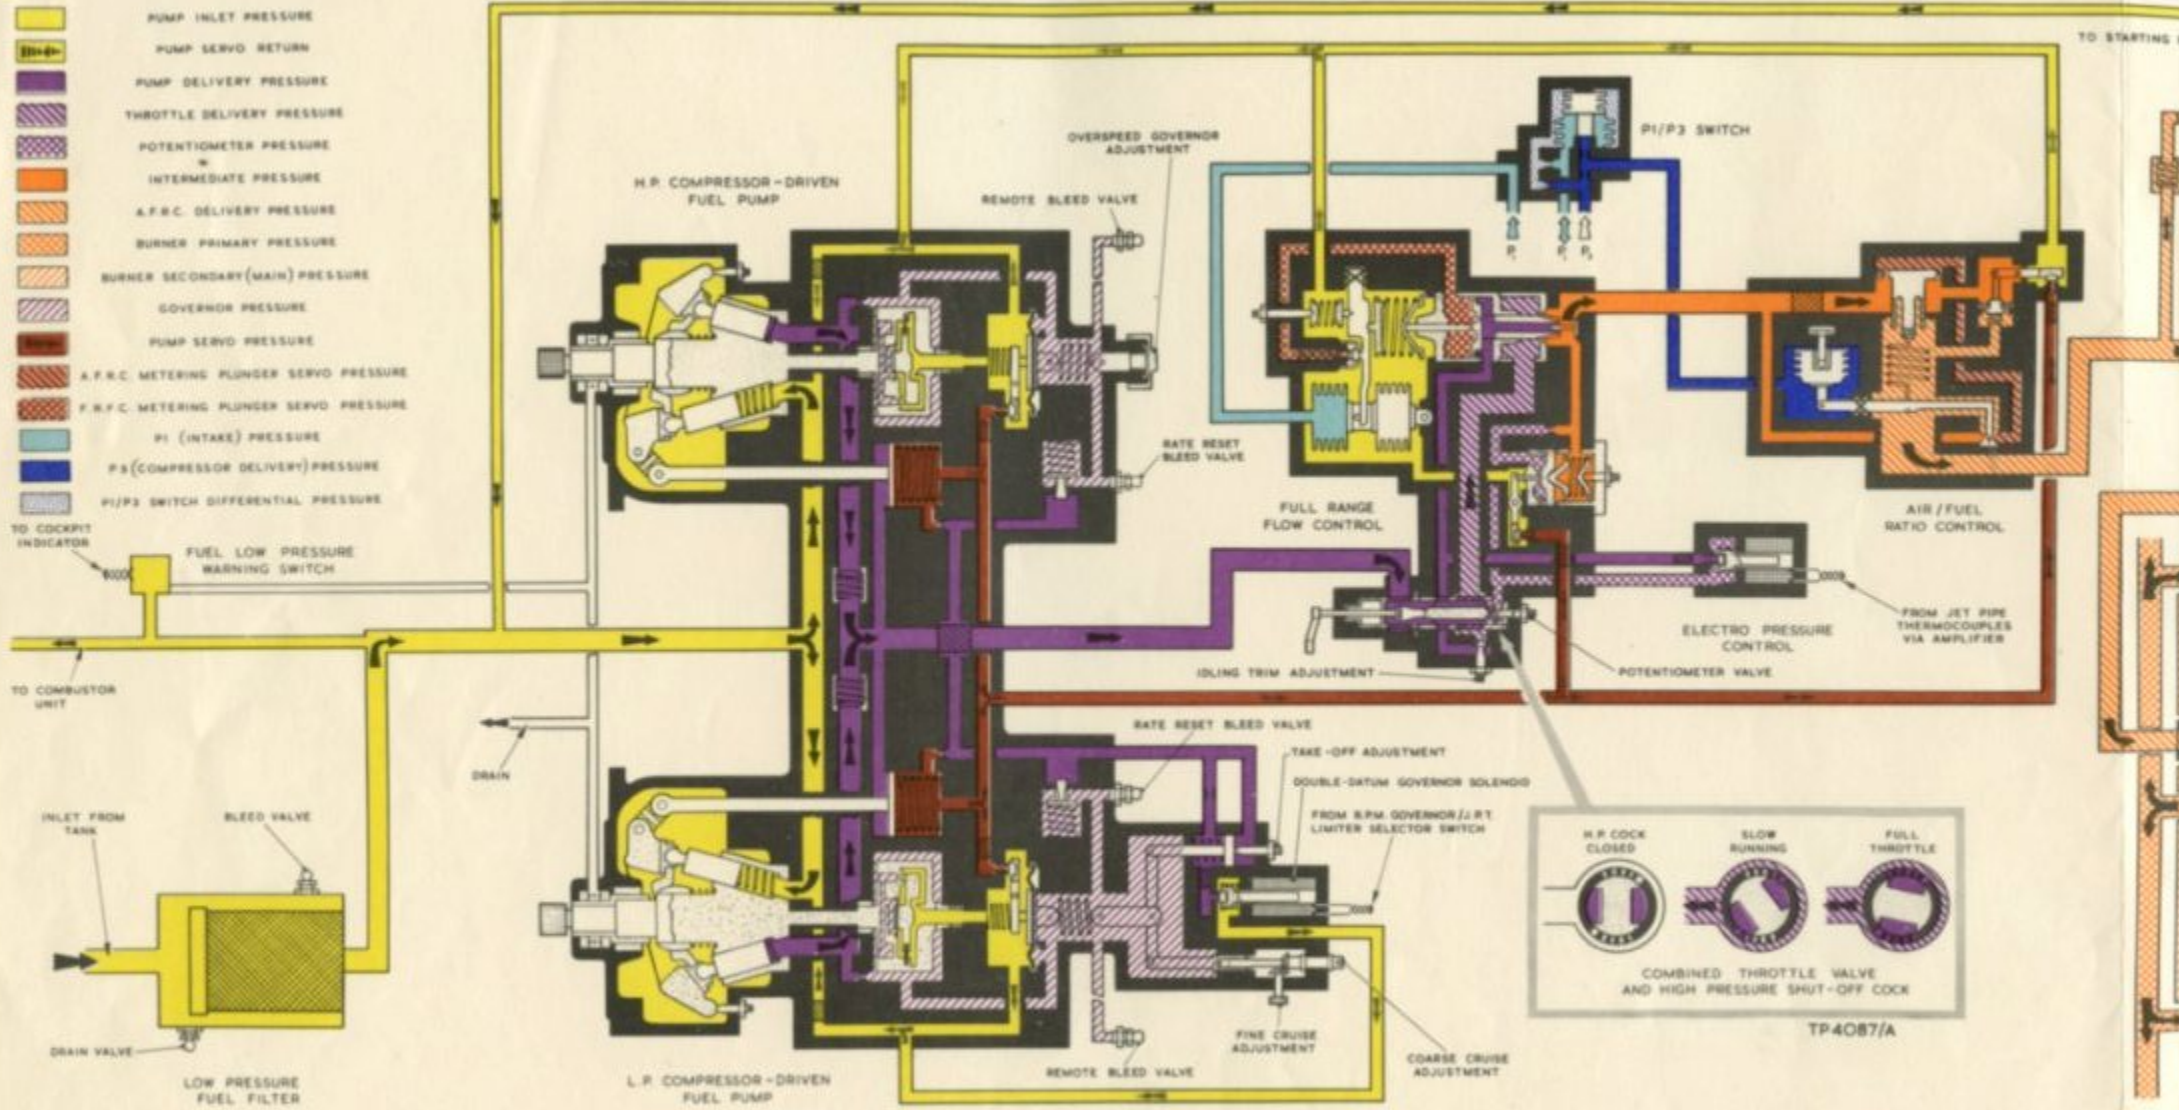 PUMP INLET PRESSURE
PUMP SERVO RETURN
PUMP DELIVERY PRESSURE
THROTTLE DELIVERY PRESSURE
POTENTIOMETER PRESSURE
INTERMEDIATE PRESSURE
A.F.R.C. DELIVERY PRESSURE
BURNER PRIMARY PRESSURE
BURNER SECONDARY (MAIN) PRESSURE
GOVERNOR PRESSURE
PUMP SERVO PRESSURE
A.F.R.C. METERING PLUNGER SERVO PRESSURE
F.R.F.C. METERING PLUNGER SERVO PRESSURE
P1 (INTAKE) PRESSURE
P3 (COMPRESSOR DELIVERY) PRESSURE
P1/P3 SWITCH DIFFERENTIAL PRESSURE
TO COCKPIT
INDICATOR
FUEL LOW PRESSURE
WARNING SWITCH
TO COMBUSTOR
UNIT
DRAIN
INLET FROM
TANK
BLEED VALVE
DRAIN VALVE
LOW PRESSURE
FUEL FILTER
H.P. COMPRESSOR-DRIVEN
FUEL PUMP
OVERSPEED GOVERNOR
ADJUSTMENT
REMOTE BLEED VALVE
RATE RESET
BLEED VALVE
P1/P3 SWITCH
TO STARTING
FULL RANGE
FLOW CONTROL
AIR/FUEL
RATIO CONTROL
ELECTRO PRESSURE
CONTROL
FROM JET PIPE
THERMOCOUPLES
VIA AMPLIFIER
IDLING TRIM ADJUSTMENT
POTENTIOMETER VALVE
RATE RESET BLEED VALVE
TAKE-OFF ADJUSTMENT
DOUBLE-DATUM GOVERNOR SOLENOID
FROM R.P.M. GOVERNOR/J.P.T.
LIMITER SELECTOR SWITCH
H.P. COCK
CLOSED
SLOW
RUNNING
FULL
THROTTLE
COMBINED THROTTLE VALVE
AND HIGH PRESSURE SHUT-OFF COCK
TP4087/A
FINE CRUISE
ADJUSTMENT
COARSE CRUISE
ADJUSTMENT
REMOTE BLEED VALVE
L.P. COMPRESSOR-DRIVEN
FUEL PUMP